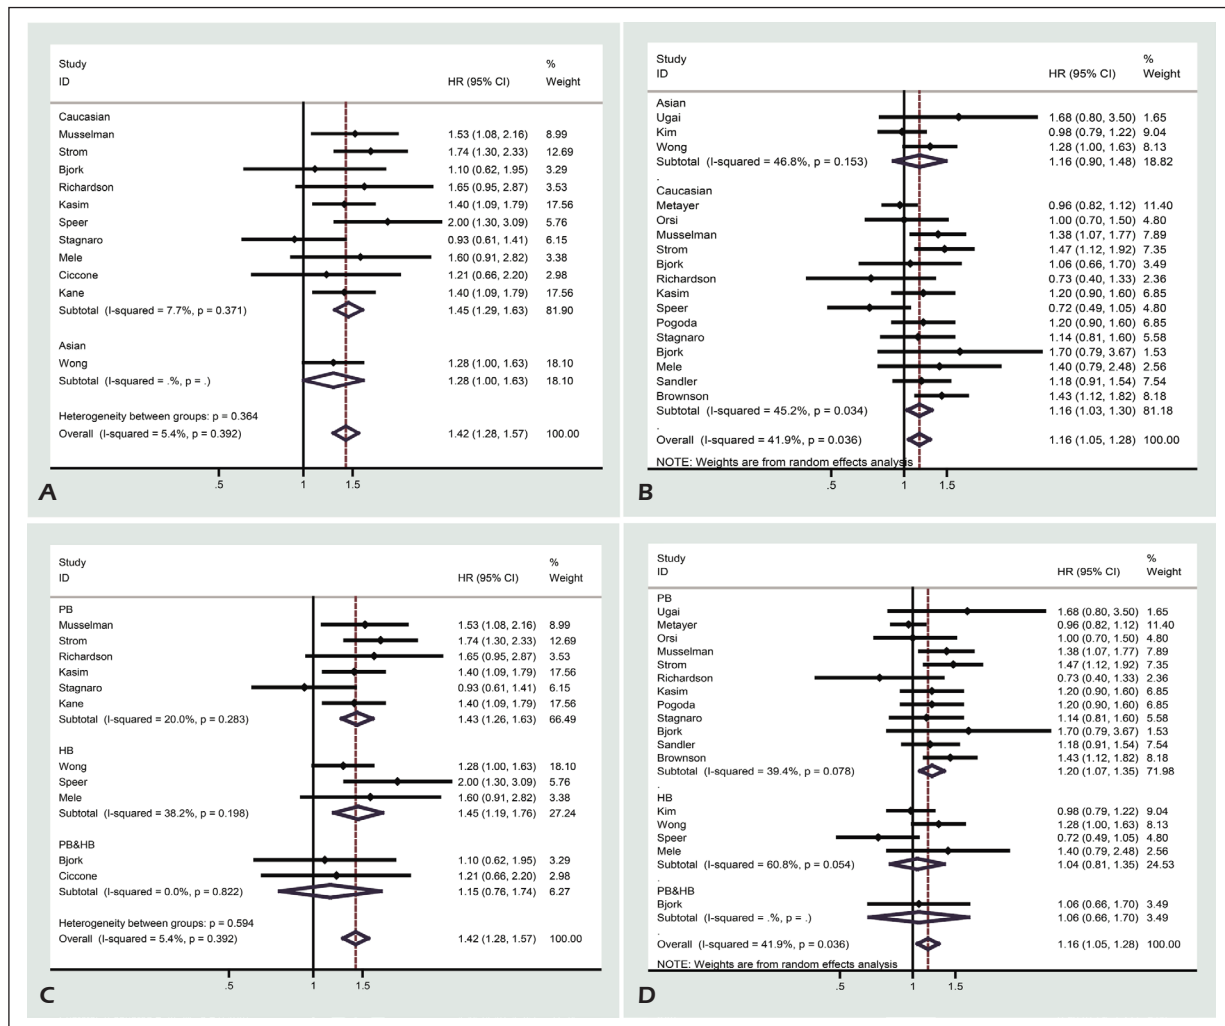 Study %
ID HR (95% CI) Weight
Caucasian
Musselman 1.53 (1.08, 2.16) 8.99
Strom 1.74 (1.30, 2.33) 12.69
Bjork 1.10 (0.62, 1.95) 3.29
Richardson 1.65 (0.95, 2.87) 3.53
Kasim 1.40 (1.09, 1.79) 17.56
Speer 2.00 (1.30, 3.09) 5.76
Stagnaro 0.93 (0.61, 1.41) 6.15
Mele 1.60 (0.91, 2.82) 3.38
Ciccone 1.21 (0.66, 2.20) 2.98
Kane 1.40 (1.09, 1.79) 17.56
Subtotal (I-squared = 7.7%, p = 0.371) 1.45 (1.29, 1.63) 81.90
Asian
Wong 1.28 (1.00, 1.63) 18.10
Subtotal (I-squared = .%, p = .) 1.28 (1.00, 1.63) 18.10
Heterogeneity between groups: p = 0.364
Overall (I-squared = 5.4%, p = 0.392) 1.42 (1.28, 1.57) 100.00
.5 1 1.5
A
Study %
ID HR (95% CI) Weight
Asian
Ugai 1.68 (0.80, 3.50) 1.65
Kim 0.98 (0.79, 1.22) 9.04
Wong 1.28 (1.00, 1.63) 8.13
Subtotal (I-squared = 46.8%, p = 0.153) 1.16 (0.90, 1.48) 18.82
.
Caucasian
Metayer 0.96 (0.82, 1.12) 11.40
Orsi 1.00 (0.70, 1.50) 4.80
Musselman 1.38 (1.07, 1.77) 7.89
Strom 1.47 (1.12, 1.92) 7.35
Bjork 1.06 (0.66, 1.70) 3.49
Richardson 0.73 (0.40, 1.33) 2.36
Kasim 1.20 (0.90, 1.60) 6.85
Speer 0.72 (0.49, 1.05) 4.80
Pogoda 1.20 (0.90, 1.60) 6.85
Stagnaro 1.14 (0.81, 1.60) 5.58
Bjork 1.70 (0.79, 3.67) 1.53
Mele 1.40 (0.79, 2.48) 2.56
Sandler 1.18 (0.91, 1.54) 7.54
Brownson 1.43 (1.12, 1.82) 8.18
Subtotal (I-squared = 45.2%, p = 0.034) 1.16 (1.03, 1.30) 81.18
.
Overall (I-squared = 41.9%, p = 0.036) 1.16 (1.05, 1.28) 100.00
NOTE: Weights are from random effects analysis
.5 1 1.5
B
Study %
ID HR (95% CI) Weight
PB
Musselman 1.53 (1.08, 2.16) 8.99
Strom 1.74 (1.30, 2.33) 12.69
Richardson 1.65 (0.95, 2.87) 3.53
Kasim 1.40 (1.09, 1.79) 17.56
Stagnaro 0.93 (0.61, 1.41) 6.15
Kane 1.40 (1.09, 1.79) 17.56
Subtotal (I-squared = 20.0%, p = 0.283) 1.43 (1.26, 1.63) 66.49
HB
Wong 1.28 (1.00, 1.63) 18.10
Speer 2.00 (1.30, 3.09) 5.76
Mele 1.60 (0.91, 2.82) 3.38
Subtotal (I-squared = 38.2%, p = 0.198) 1.45 (1.19, 1.76) 27.24
PB&HB
Bjork 1.10 (0.62, 1.95) 3.29
Ciccone 1.21 (0.66, 2.20) 2.98
Subtotal (I-squared = 0.0%, p = 0.822) 1.15 (0.76, 1.74) 6.27
Heterogeneity between groups: p = 0.594
Overall (I-squared = 5.4%, p = 0.392) 1.42 (1.28, 1.57) 100.00
.5 1 1.5
C
Study %
ID HR (95% CI) Weight
PB
Ugai 1.68 (0.80, 3.50) 1.65
Metayer 0.96 (0.82, 1.12) 11.40
Orsi 1.00 (0.70, 1.50) 4.80
Musselman 1.38 (1.07, 1.77) 7.89
Strom 1.47 (1.12, 1.92) 7.35
Richardson 0.73 (0.40, 1.33) 2.36
Kasim 1.20 (0.90, 1.60) 6.85
Pogoda 1.20 (0.90, 1.60) 6.85
Stagnaro 1.14 (0.81, 1.60) 5.58
Bjork 1.70 (0.79, 3.67) 1.53
Sandler 1.18 (0.91, 1.54) 7.54
Brownson 1.43 (1.12, 1.82) 8.18
Subtotal (I-squared = 39.4%, p = 0.078) 1.20 (1.07, 1.35) 71.98
.
HB
Kim 0.98 (0.79, 1.22) 9.04
Wong 1.28 (1.00, 1.63) 8.13
Speer 0.72 (0.49, 1.05) 4.80
Mele 1.40 (0.79, 2.48) 2.56
Subtotal (I-squared = 60.8%, p = 0.054) 1.04 (0.81, 1.35) 24.53
.
PB&HB
Bjork 1.06 (0.66, 1.70) 3.49
Subtotal (I-squared = .%, p = .) 1.06 (0.66, 1.70) 3.49
.
Overall (I-squared = 41.9%, p = 0.036) 1.16 (1.05, 1.28) 100.00
NOTE: Weights are from random effects analysis
.5 1 1.5
D